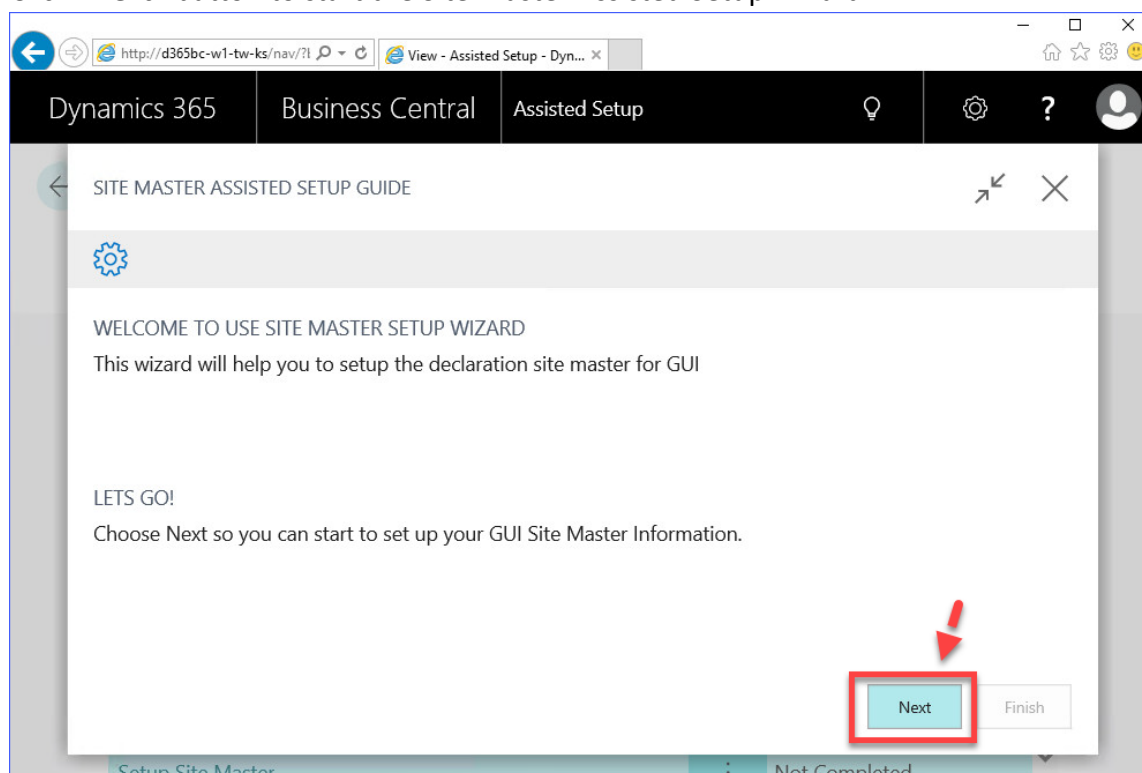 http://d365bc-w1-tw-ks/nav/?t
View - Assisted Setup - Dyn...
Dynamics 365 Business Central Assisted Setup ?
SITE MASTER ASSISTED SETUP GUIDE
WELCOME TO USE SITE MASTER SETUP WIZARD
This wizard will help you to setup the declaration site master for GUI
LETS GO!
Choose Next so you can start to set up your GUI Site Master Information.
Next Finish
Setup Site Master Not Completed